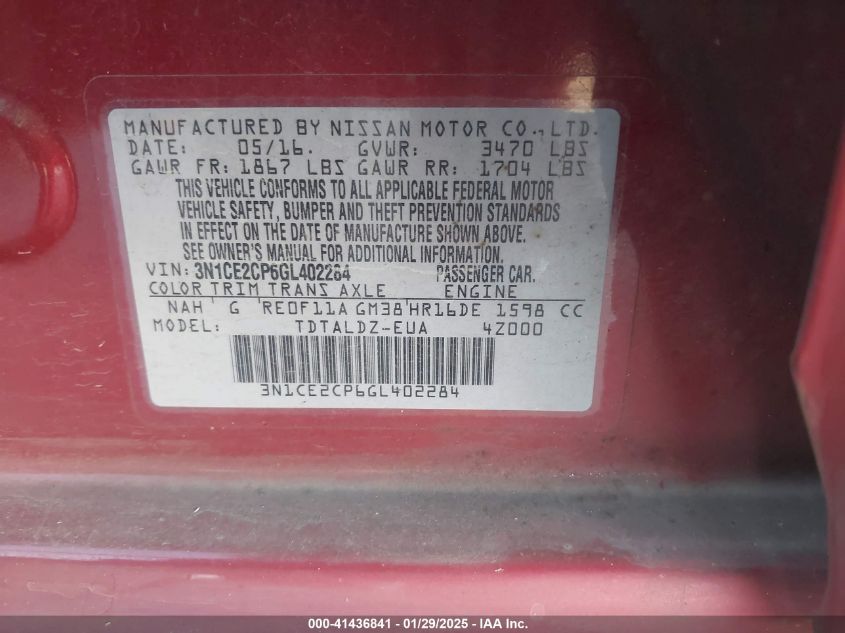 MANUFACTURED BY NISSAN MOTOR CO., LTD.
DATE: 05/16. GVWR: 3470 LBS
GAWR FR: 1867 LBS GAWR RR: 1704 LBS
THIS VEHICLE CONFORMS TO ALL APPLICABLE FEDERAL MOTOR
VEHICLE SAFETY, BUMPER AND THEFT PREVENTION STANDARDS
IN EFFECT ON THE DATE OF MANUFACTURE SHOWN ABOVE.
SEE OWNER'S MANUAL FOR ADDITIONAL INFORMATION.
VIN: 3N1CE2CP6GL402284 PASSENGER CAR.
COLOR TRIM TRANS AXLE ENGINE
NAH G RE0F11A GM38 HR16DE 1598 CC
MODEL: TDTALDZ-EUA 4Z000
3N1CE2CP6GL402284
000-41436841 - 01/29/2025 - IAA Inc.